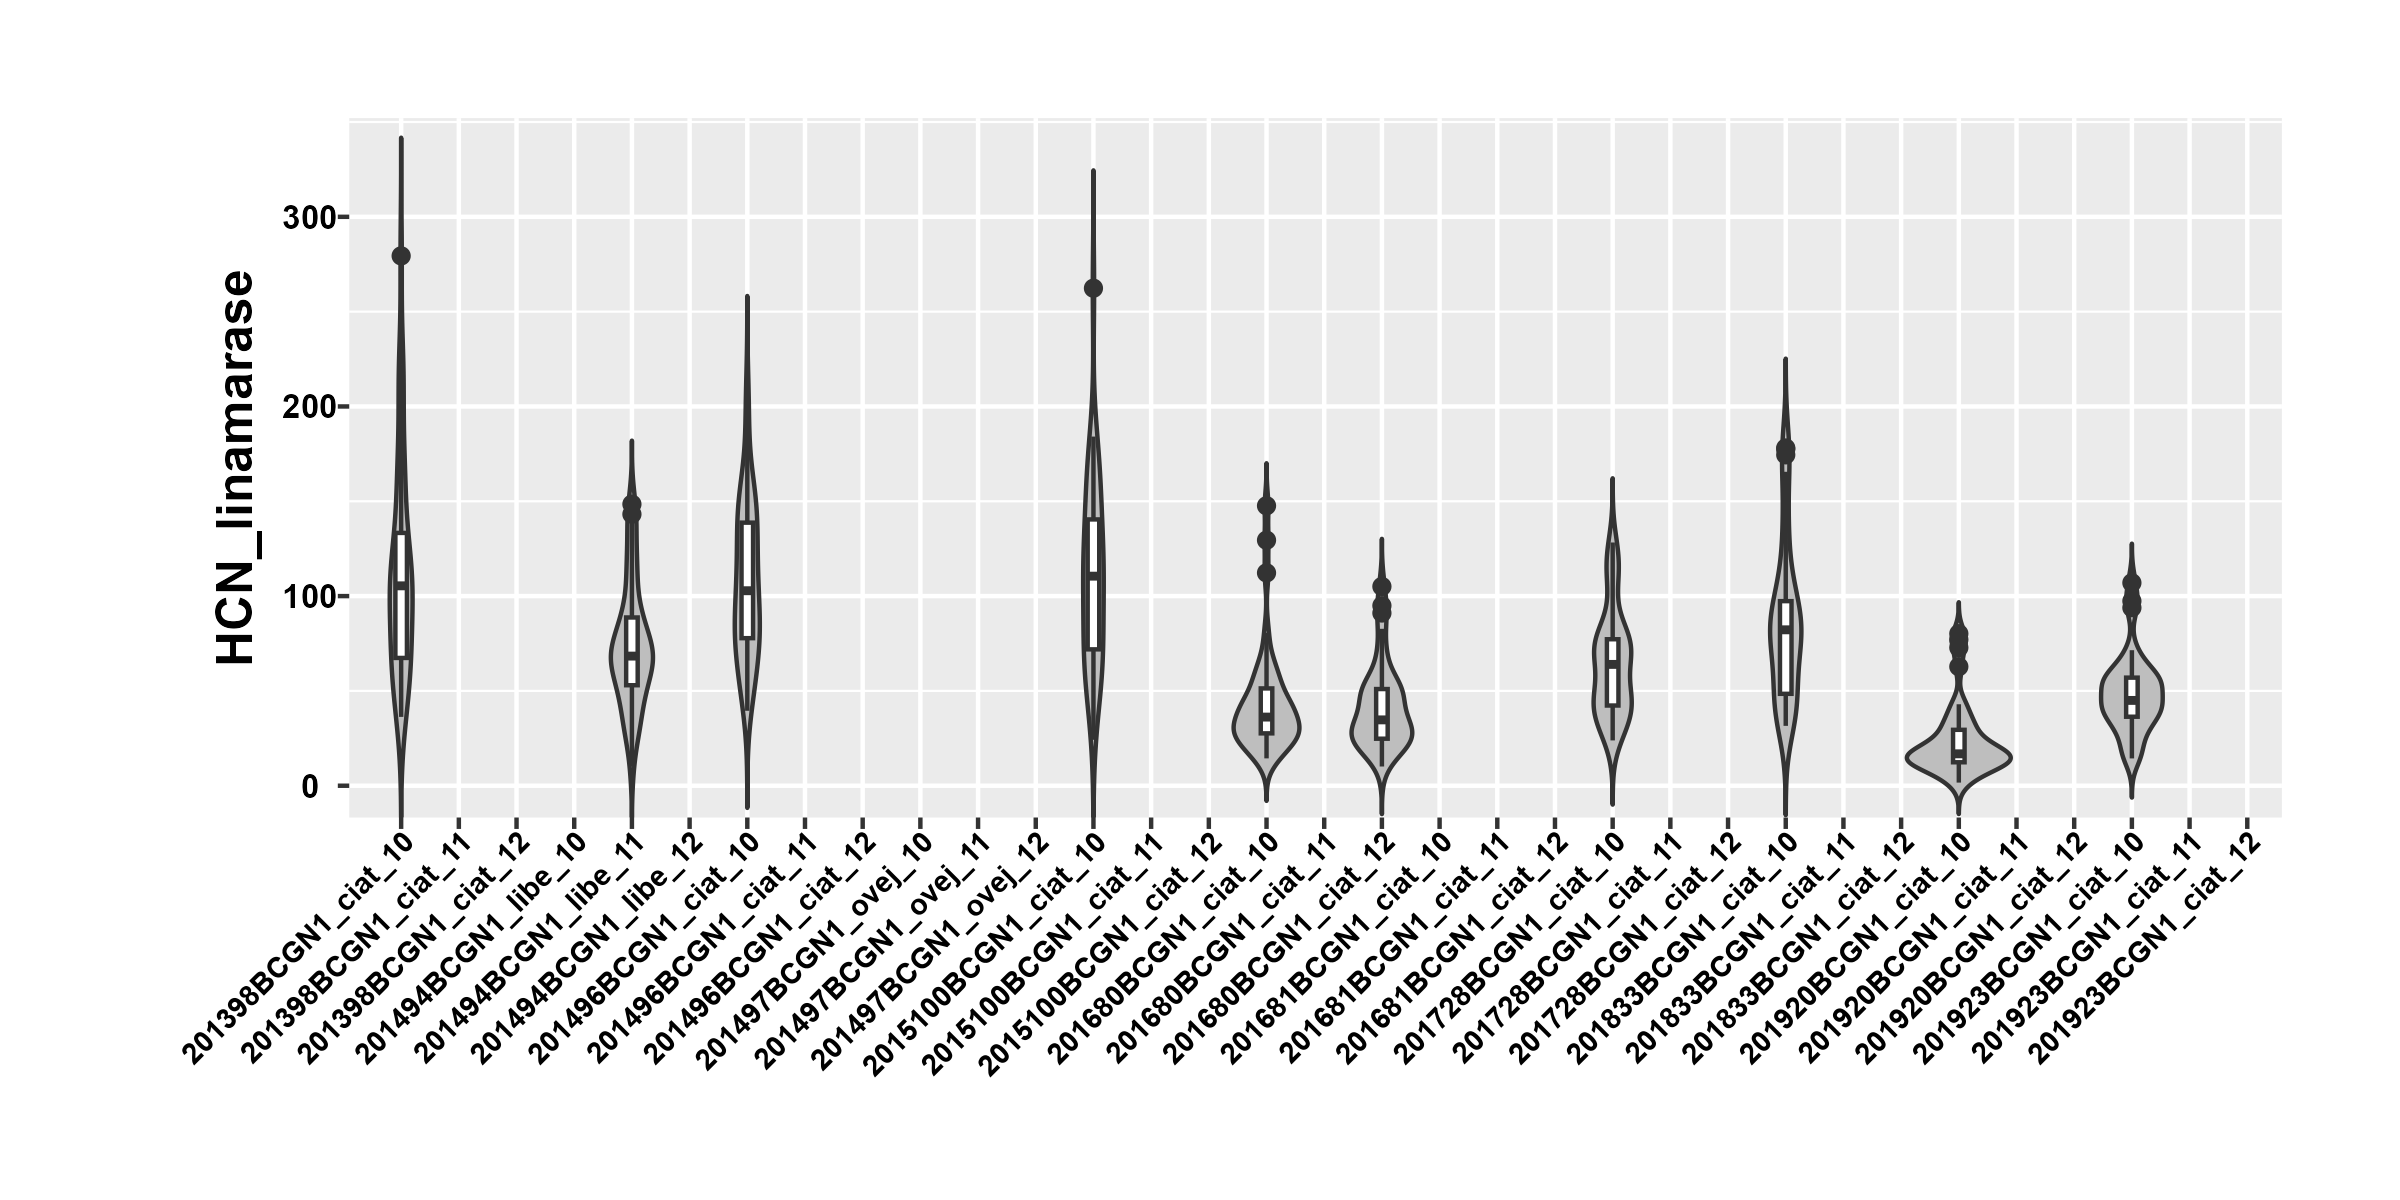 HCN_linamarase
300
200
100
0
201398BCGN1_ciat_10
201398BCGN1_ciat_11
201398BCGN1_ciat_12
201494BCGN1_libe_10
201494BCGN1_libe_11
201494BCGN1_libe_12
201496BCGN1_ciat_10
201496BCGN1_ciat_11
201496BCGN1_ciat_12
201497BCGN1_ovej_10
201497BCGN1_ovej_11
201497BCGN1_ovej_12
2015100BCGN1_ciat_10
2015100BCGN1_ciat_11
2015100BCGN1_ciat_12
201680BCGN1_ciat_10
201680BCGN1_ciat_11
201680BCGN1_ciat_12
201681BCGN1_ciat_10
201681BCGN1_ciat_11
201681BCGN1_ciat_12
201728BCGN1_ciat_10
201728BCGN1_ciat_11
201728BCGN1_ciat_12
201833BCGN1_ciat_10
201833BCGN1_ciat_11
201833BCGN1_ciat_12
201920BCGN1_ciat_10
201920BCGN1_ciat_11
201920BCGN1_ciat_12
201923BCGN1_ciat_10
201923BCGN1_ciat_11
201923BCGN1_ciat_12